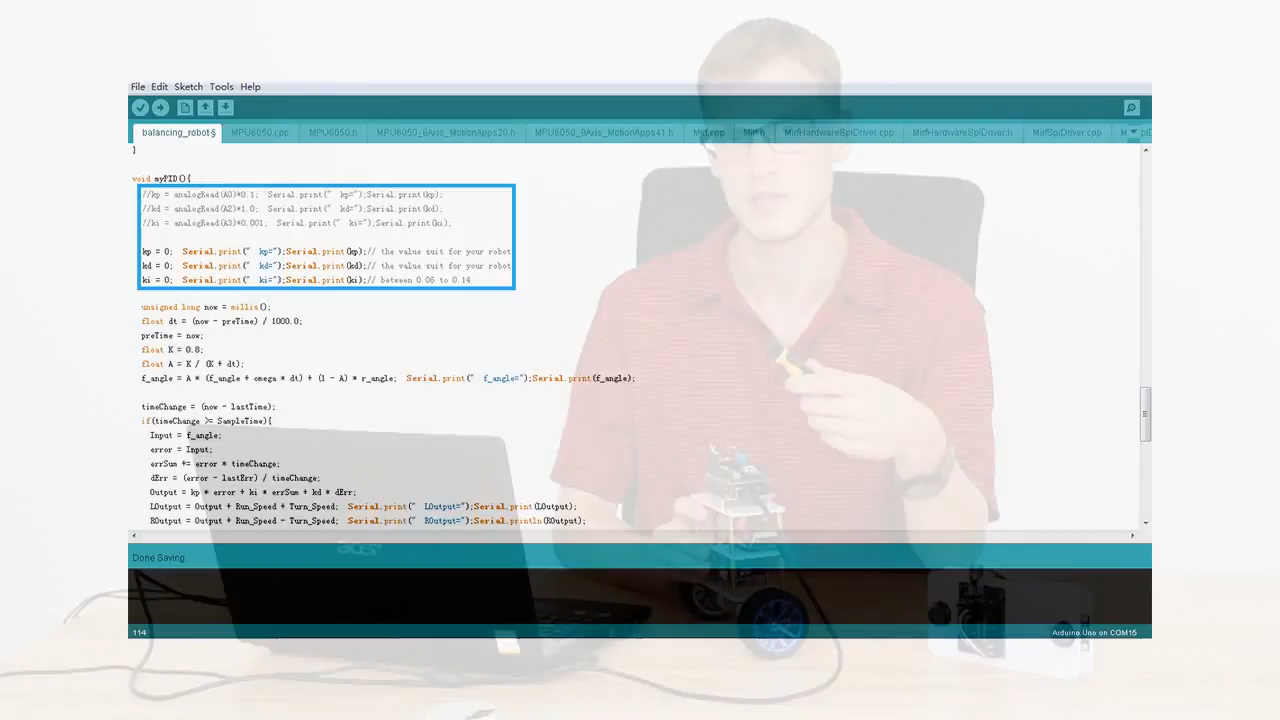 File Edit Sketch Tools Help
balancing_robot§ MPU6050.cpp MPU6050.h MPU6050_6Axis_MotionApps20.h MPU6050_9Axis_MotionApps41.h Mirf.cpp Mirf.h MirfHardwareSpiDriver.cpp MirfHardwareSpiDriver.h MirfSpiDriver.cpp
}
void myPID(){
//kp = analogRead(A0)*0.1; Serial.print(" kp=");Serial.print(kp);
//kd = analogRead(A2)*1.0; Serial.print(" kd=");Serial.print(kd);
//ki = analogRead(A3)*0.001; Serial.print(" ki=");Serial.print(ki);
kp = 0; Serial.print(" kp=");Serial.print(kp);// the value suit for your robot
kd = 0; Serial.print(" kd=");Serial.print(kd);// the value suit for your robot
ki = 0; Serial.print(" ki=");Serial.print(ki);// between 0.06 to 0.14
unsigned long now = millis();
float dt = (now - preTime) / 1000.0;
preTime = now;
float K = 0.8;
float A = K / (K + dt);
f_angle = A * (f_angle + omega * dt) + (1 - A) * r_angle; Serial.print(" f_angle=");Serial.print(f_angle);
timeChange = (now - lastTime);
if(timeChange >= SampleTime){
Input = f_angle;
error = Input;
errSum += error * timeChange;
dErr = (error - lastErr) / timeChange;
Output = kp * error + ki * errSum + kd * dErr;
LOutput = Output + Run_Speed + Turn_Speed; Serial.print(" LOutput=");Serial.print(LOutput);
ROutput = Output + Run_Speed - Turn_Speed; Serial.print(" ROutput=");Serial.println(ROutput);
acer
Done Saving.
114 Arduino Uno on COM15